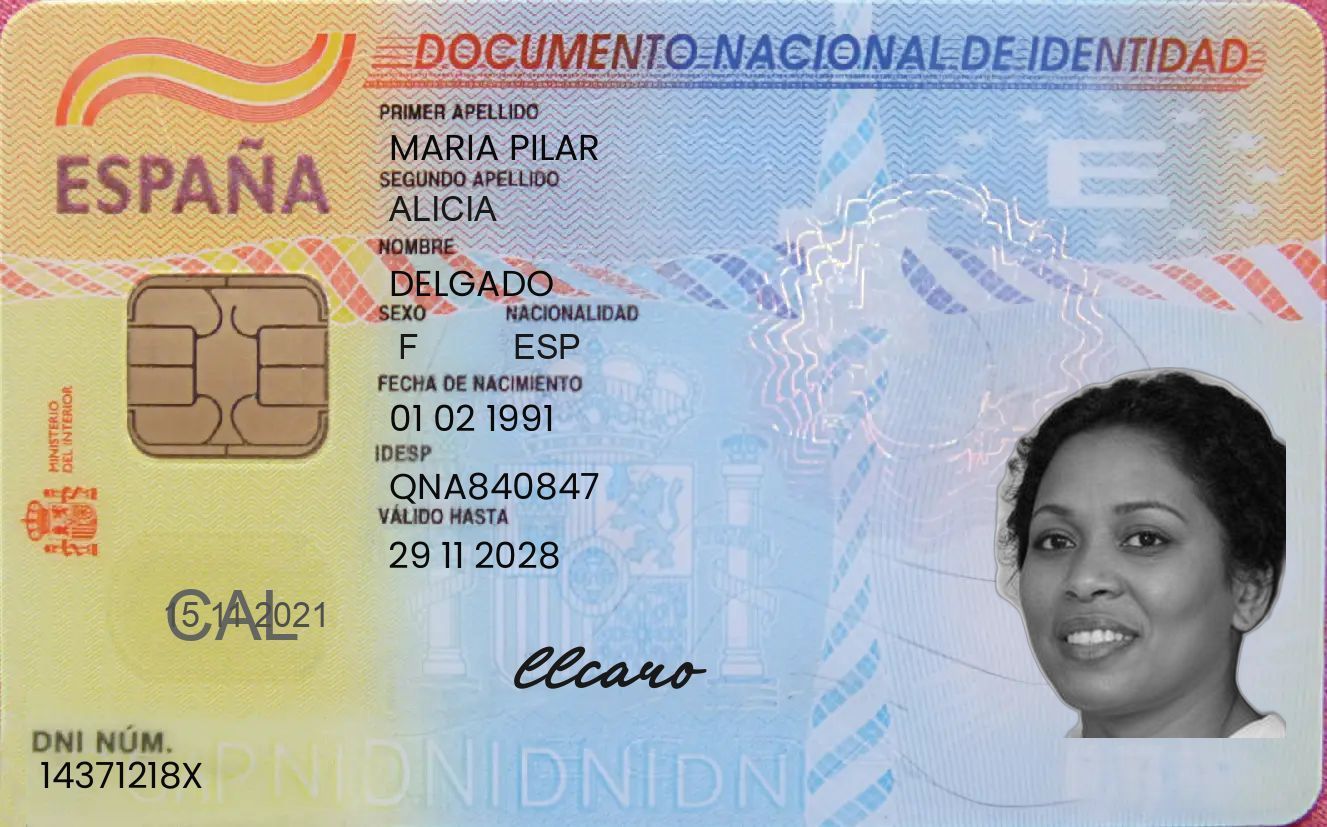 DOCUMENTO NACIONAL DE IDENTIDAD
ESPAÑA
PRIMER APELLIDO
MARIA PILAR
SEGUNDO APELLIDO
ALICIA
NOMBRE
DELGADO
SEXO NACIONALIDAD
F ESP
FECHA DE NACIMIENTO
01 02 1991
IDESP
QNA840847
VÁLIDO HASTA
29 11 2028
MINISTERIO
DEL INTERIOR
E
CAL
15 11 2021
llcaro
DNI NÚM.
14371218X
DNIDNIDNIDNI